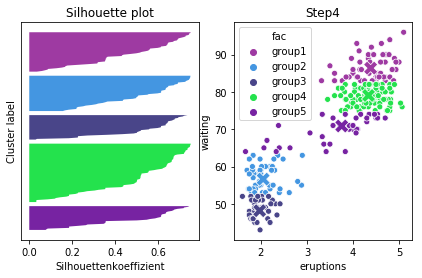 Silhouette plot
Cluster label
0.0 0.2 0.4 0.6
Silhouettenkoeffizient
Step4
fac
group1
group2
group3
group4
group5
waiting
90
80
70
60
50
2 3 4 5
eruptions